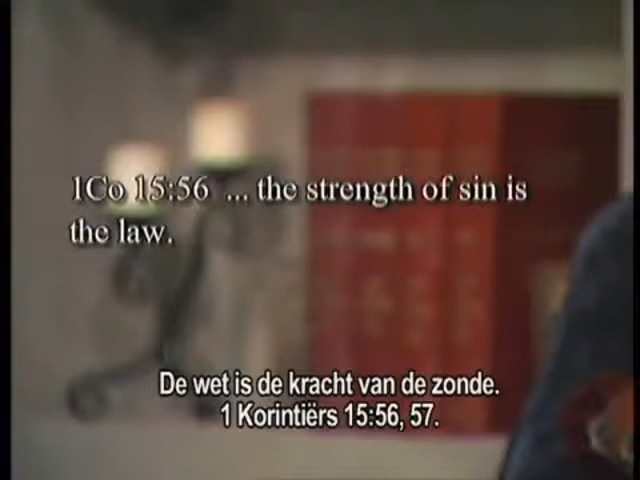 1Co 15:56 ... the strength of sin is
the law.
De wet is de kracht van de zonde.
1 Korintiërs 15:56, 57.